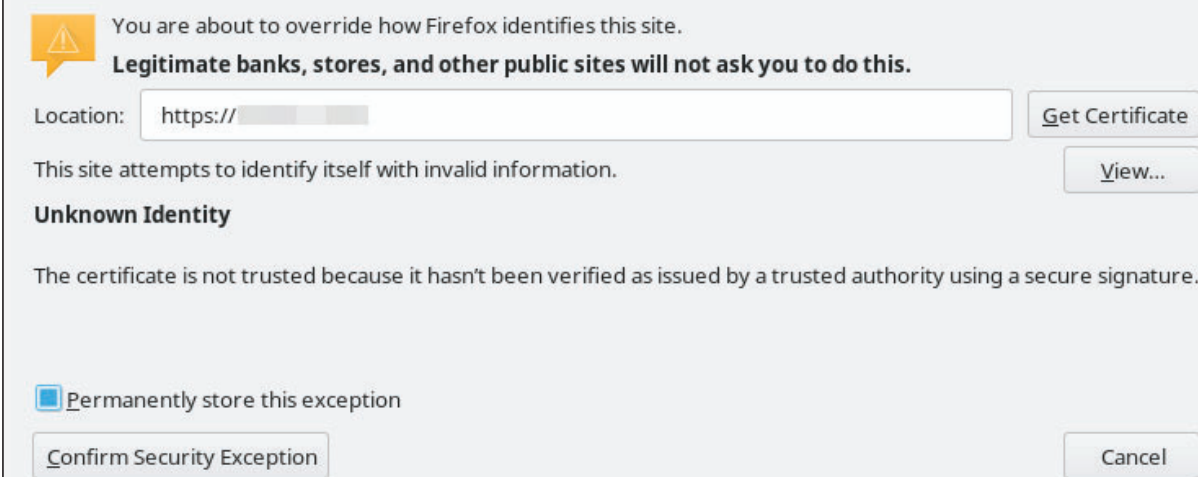 You are about to override how Firefox identifies this site.
Legitimate banks, stores, and other public sites will not ask you to do this.
Location: https:// Get Certificate
This site attempts to identify itself with invalid information. View...
Unknown Identity
The certificate is not trusted because it hasn't been verified as issued by a trusted authority using a secure signature.
Permanently store this exception
Confirm Security Exception Cancel